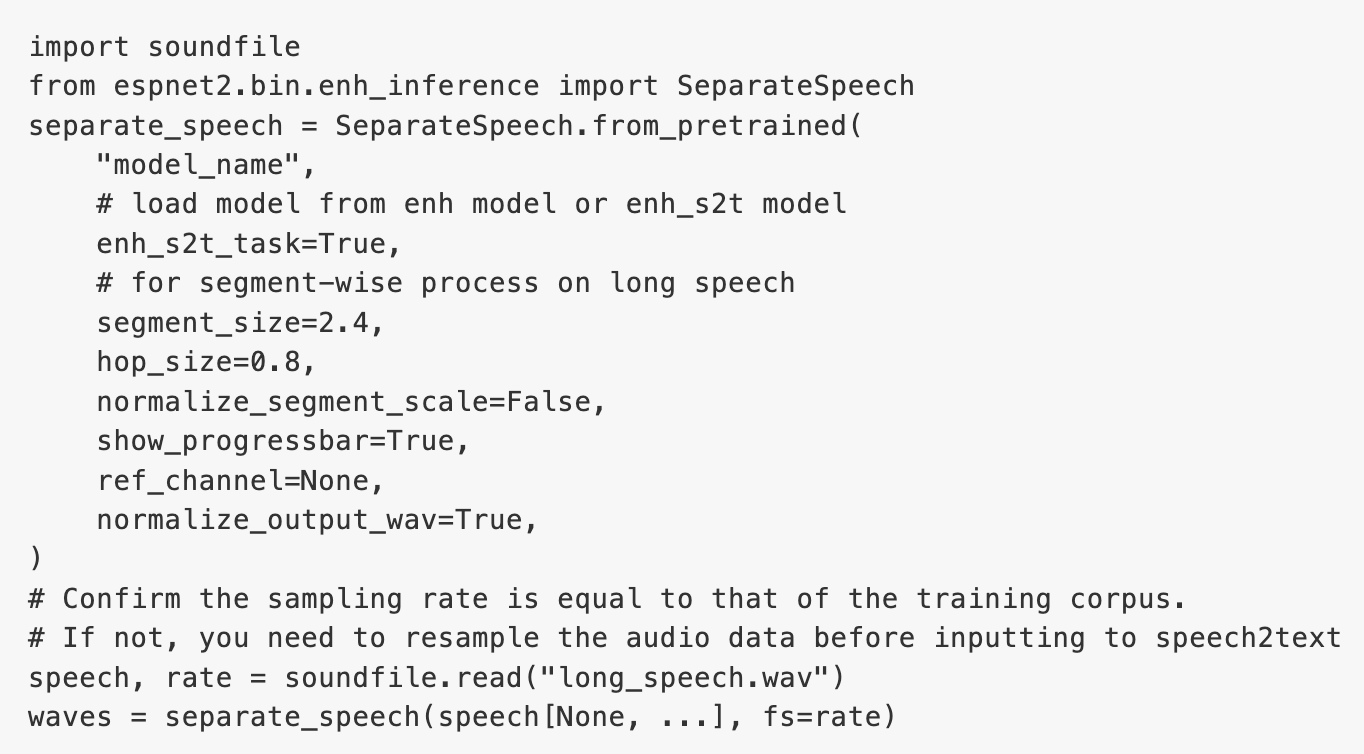 import soundfile
from espnet2.bin.enh_inference import SeparateSpeech
separate_speech = SeparateSpeech.from_pretrained(
    "model_name",
    # load model from enh model or enh_s2t model
    enh_s2t_task=True,
    # for segment-wise process on long speech
    segment_size=2.4,
    hop_size=0.8,
    normalize_segment_scale=False,
    show_progressbar=True,
    ref_channel=None,
    normalize_output_wav=True,
)
# Confirm the sampling rate is equal to that of the training corpus.
# If not, you need to resample the audio data before inputting to speech2text
speech, rate = soundfile.read("long_speech.wav")
waves = separate_speech(speech[None, ...], fs=rate)